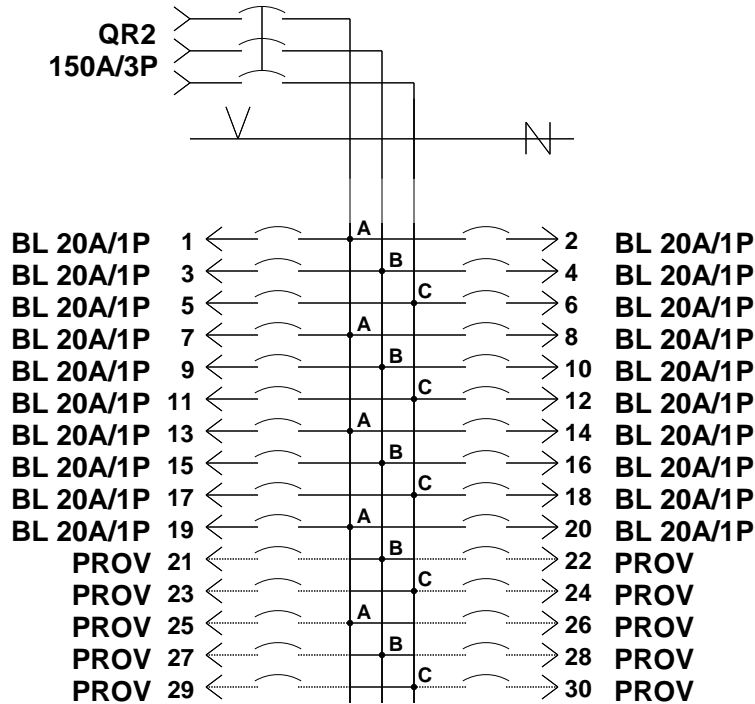 QR2
150A/3P
N
BL 20A/1P 1 A 2 BL 20A/1P
BL 20A/1P 3 B 4 BL 20A/1P
BL 20A/1P 5 C 6 BL 20A/1P
BL 20A/1P 7 A 8 BL 20A/1P
BL 20A/1P 9 B 10 BL 20A/1P
BL 20A/1P 11 C 12 BL 20A/1P
BL 20A/1P 13 A 14 BL 20A/1P
BL 20A/1P 15 B 16 BL 20A/1P
BL 20A/1P 17 C 18 BL 20A/1P
BL 20A/1P 19 A 20 BL 20A/1P
PROV 21 B 22 PROV
PROV 23 C 24 PROV
PROV 25 A 26 PROV
PROV 27 B 28 PROV
PROV 29 C 30 PROV